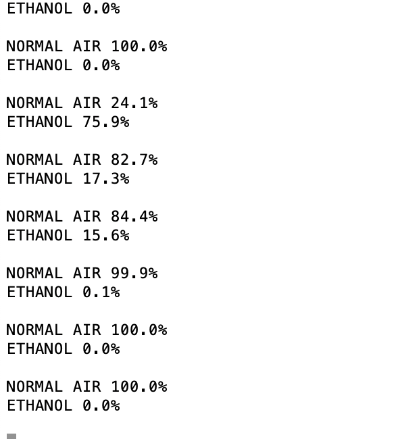 ETHANOL 0.0%
NORMAL AIR 100.0%
ETHANOL 0.0%
NORMAL AIR 24.1%
ETHANOL 75.9%
NORMAL AIR 82.7%
ETHANOL 17.3%
NORMAL AIR 84.4%
ETHANOL 15.6%
NORMAL AIR 99.9%
ETHANOL 0.1%
NORMAL AIR 100.0%
ETHANOL 0.0%
NORMAL AIR 100.0%
ETHANOL 0.0%